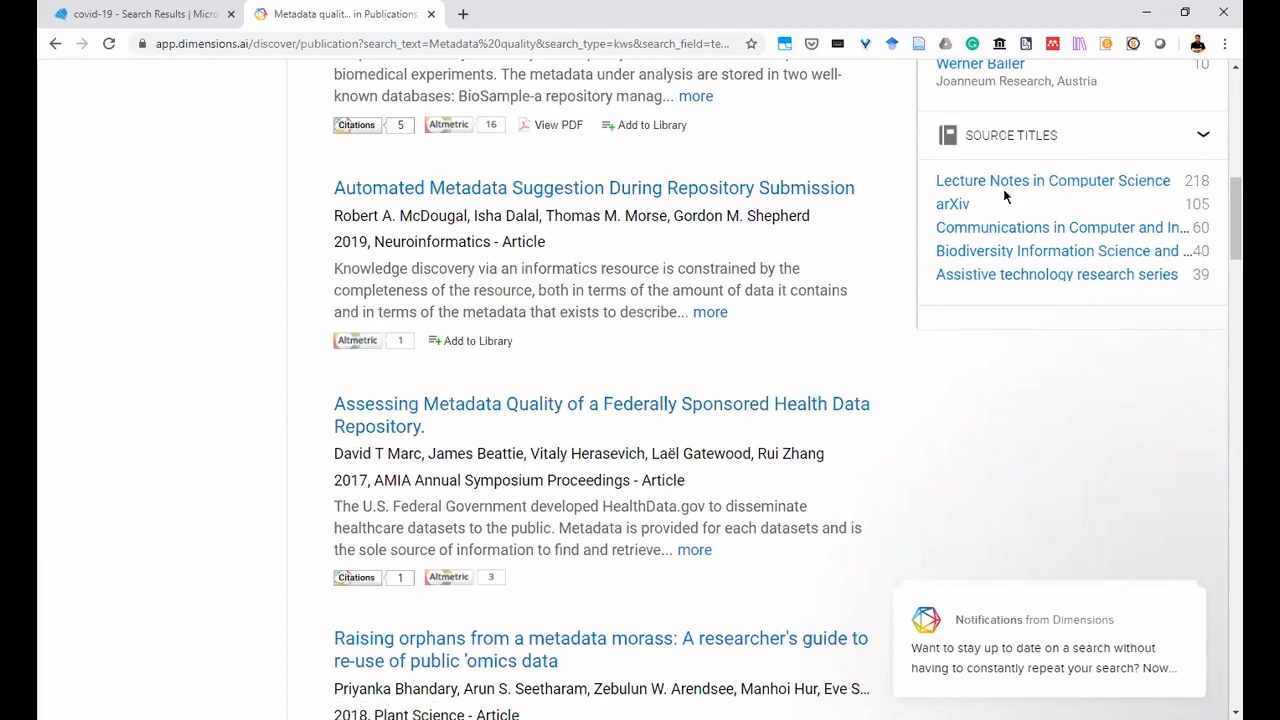 covid-19 - Search Results | Micro
Metadata qualit... in Publications
app.dimensions.ai/discover/publication?search_text=Metadata%20quality&search_type=kws&search_field=te...
biomedical experiments. The metadata under analysis are stored in two well-
known databases: BioSample-a repository manag... more
Citations 5 Altmetric 16 View PDF Add to Library
Automated Metadata Suggestion During Repository Submission
Robert A. McDougal, Isha Dalal, Thomas M. Morse, Gordon M. Shepherd
2019, Neuroinformatics - Article
Knowledge discovery via an informatics resource is constrained by the
completeness of the resource, both in terms of the amount of data it contains
and in terms of the metadata that exists to describe... more
Altmetric 1 Add to Library
Assessing Metadata Quality of a Federally Sponsored Health Data
Repository.
David T Marc, James Beattie, Vitaly Herasevich, Laël Gatewood, Rui Zhang
2017, AMIA Annual Symposium Proceedings - Article
The U.S. Federal Government developed HealthData.gov to disseminate
healthcare datasets to the public. Metadata is provided for each datasets and is
the sole source of information to find and retrieve... more
Citations 1 Altmetric 3
Raising orphans from a metadata morass: A researcher's guide to
re-use of public 'omics data
Priyanka Bhandary, Arun S. Seetharam, Zebulun W. Arendsee, Manhoi Hur, Eve S...
2018, Plant Science - Article
Werner Bailer 10
Joanneum Research, Austria
SOURCE TITLES
Lecture Notes in Computer Science 218
arXiv 105
Communications in Computer and In... 60
Biodiversity Information Science and ... 40
Assistive technology research series 39
Notifications from Dimensions
Want to stay up to date on a search without
having to constantly repeat your search? Now...